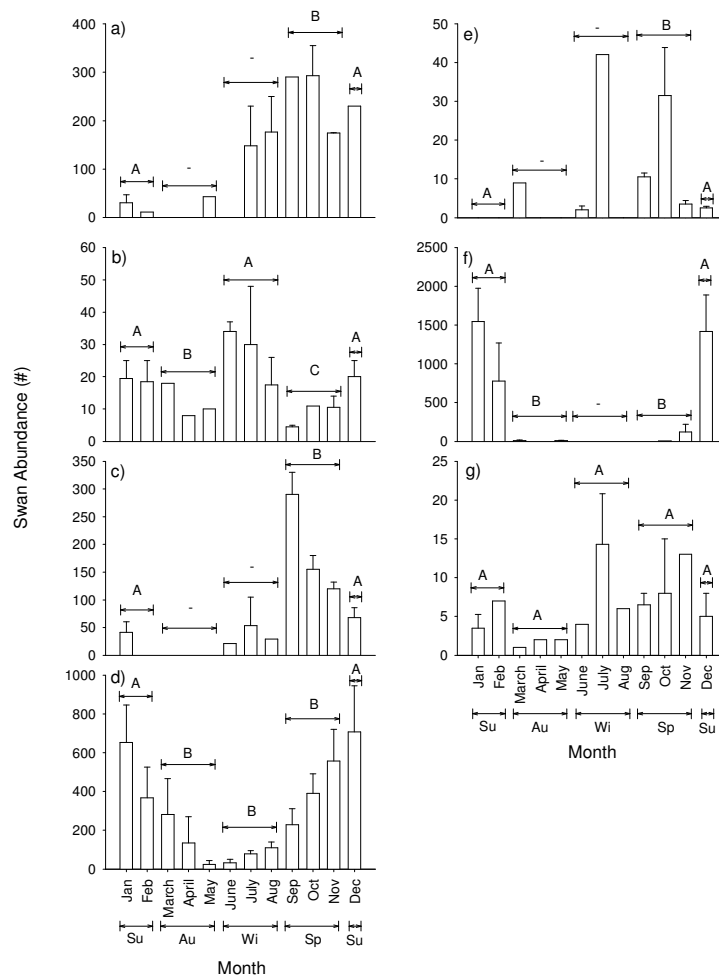 Swan Abundance (#)
a)
400
300
200
100
0
A
-
-
B
A
b)
60
50
40
30
20
10
0
A
B
A
C
A
c)
350
300
250
200
150
100
50
0
A
-
-
B
A
d)
1000
800
600
400
200
0
A
B
B
B
A
Jan Feb March April May June July Aug Sep Oct Nov Dec
Su Au Wi Sp Su
Month
e)
50
40
30
20
10
0
A
-
-
B
A
f)
2500
2000
1500
1000
500
0
A
B
-
B
A
g)
25
20
15
10
5
0
A
A
A
A
A
Jan Feb March April May June July Aug Sep Oct Nov Dec
Su Au Wi Sp Su
Month